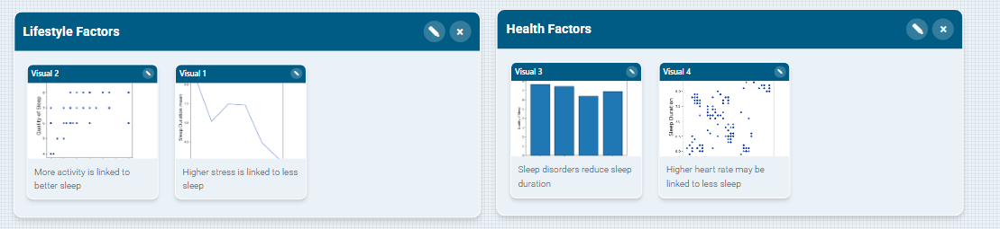 Lifestyle Factors
Visual 2
Quality of Sleep
More activity is linked to
better sleep
Visual 1
Sleep Duration mean
Higher stress is linked to less
sleep
Health Factors
Visual 3
Sleep disorders reduce sleep
duration
Visual 4
Sleep Duration
Higher heart rate may be
linked to less sleep